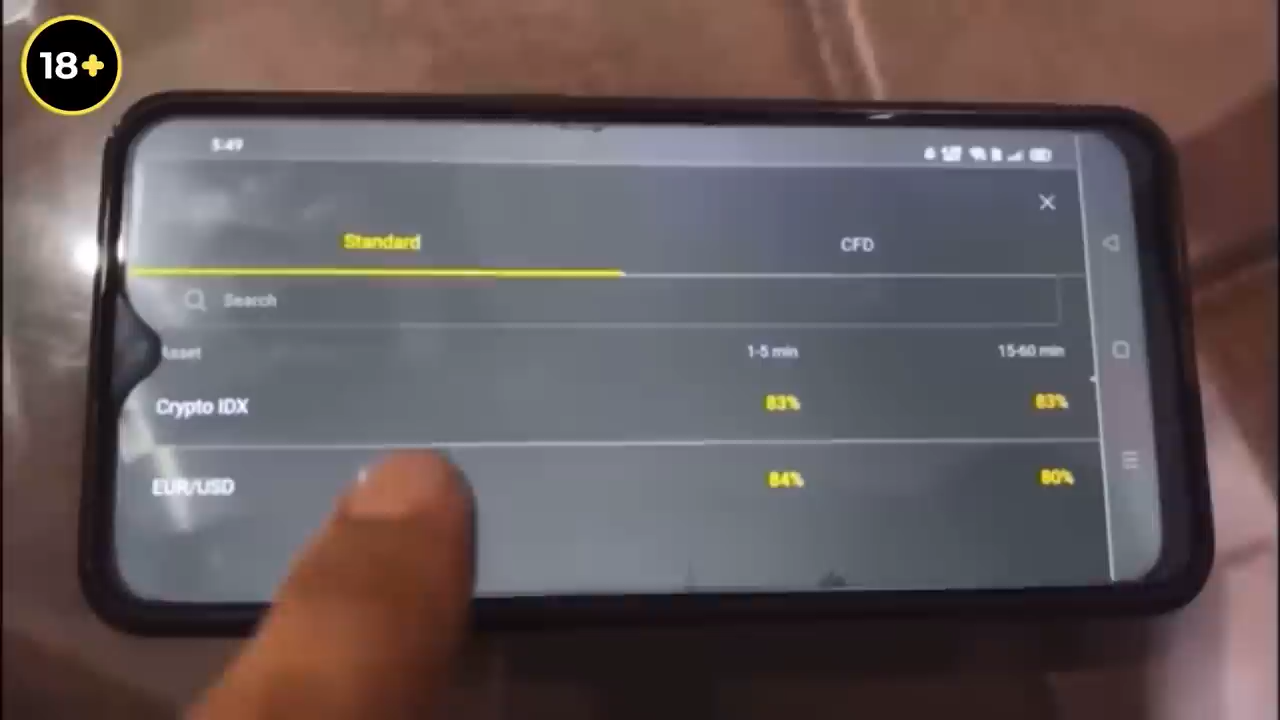 18+
5:49
Standard
CFD
Search
Asset
1-5 min
15-60 min
Crypto IDX
83%
83%
EUR/USD
84%
80%